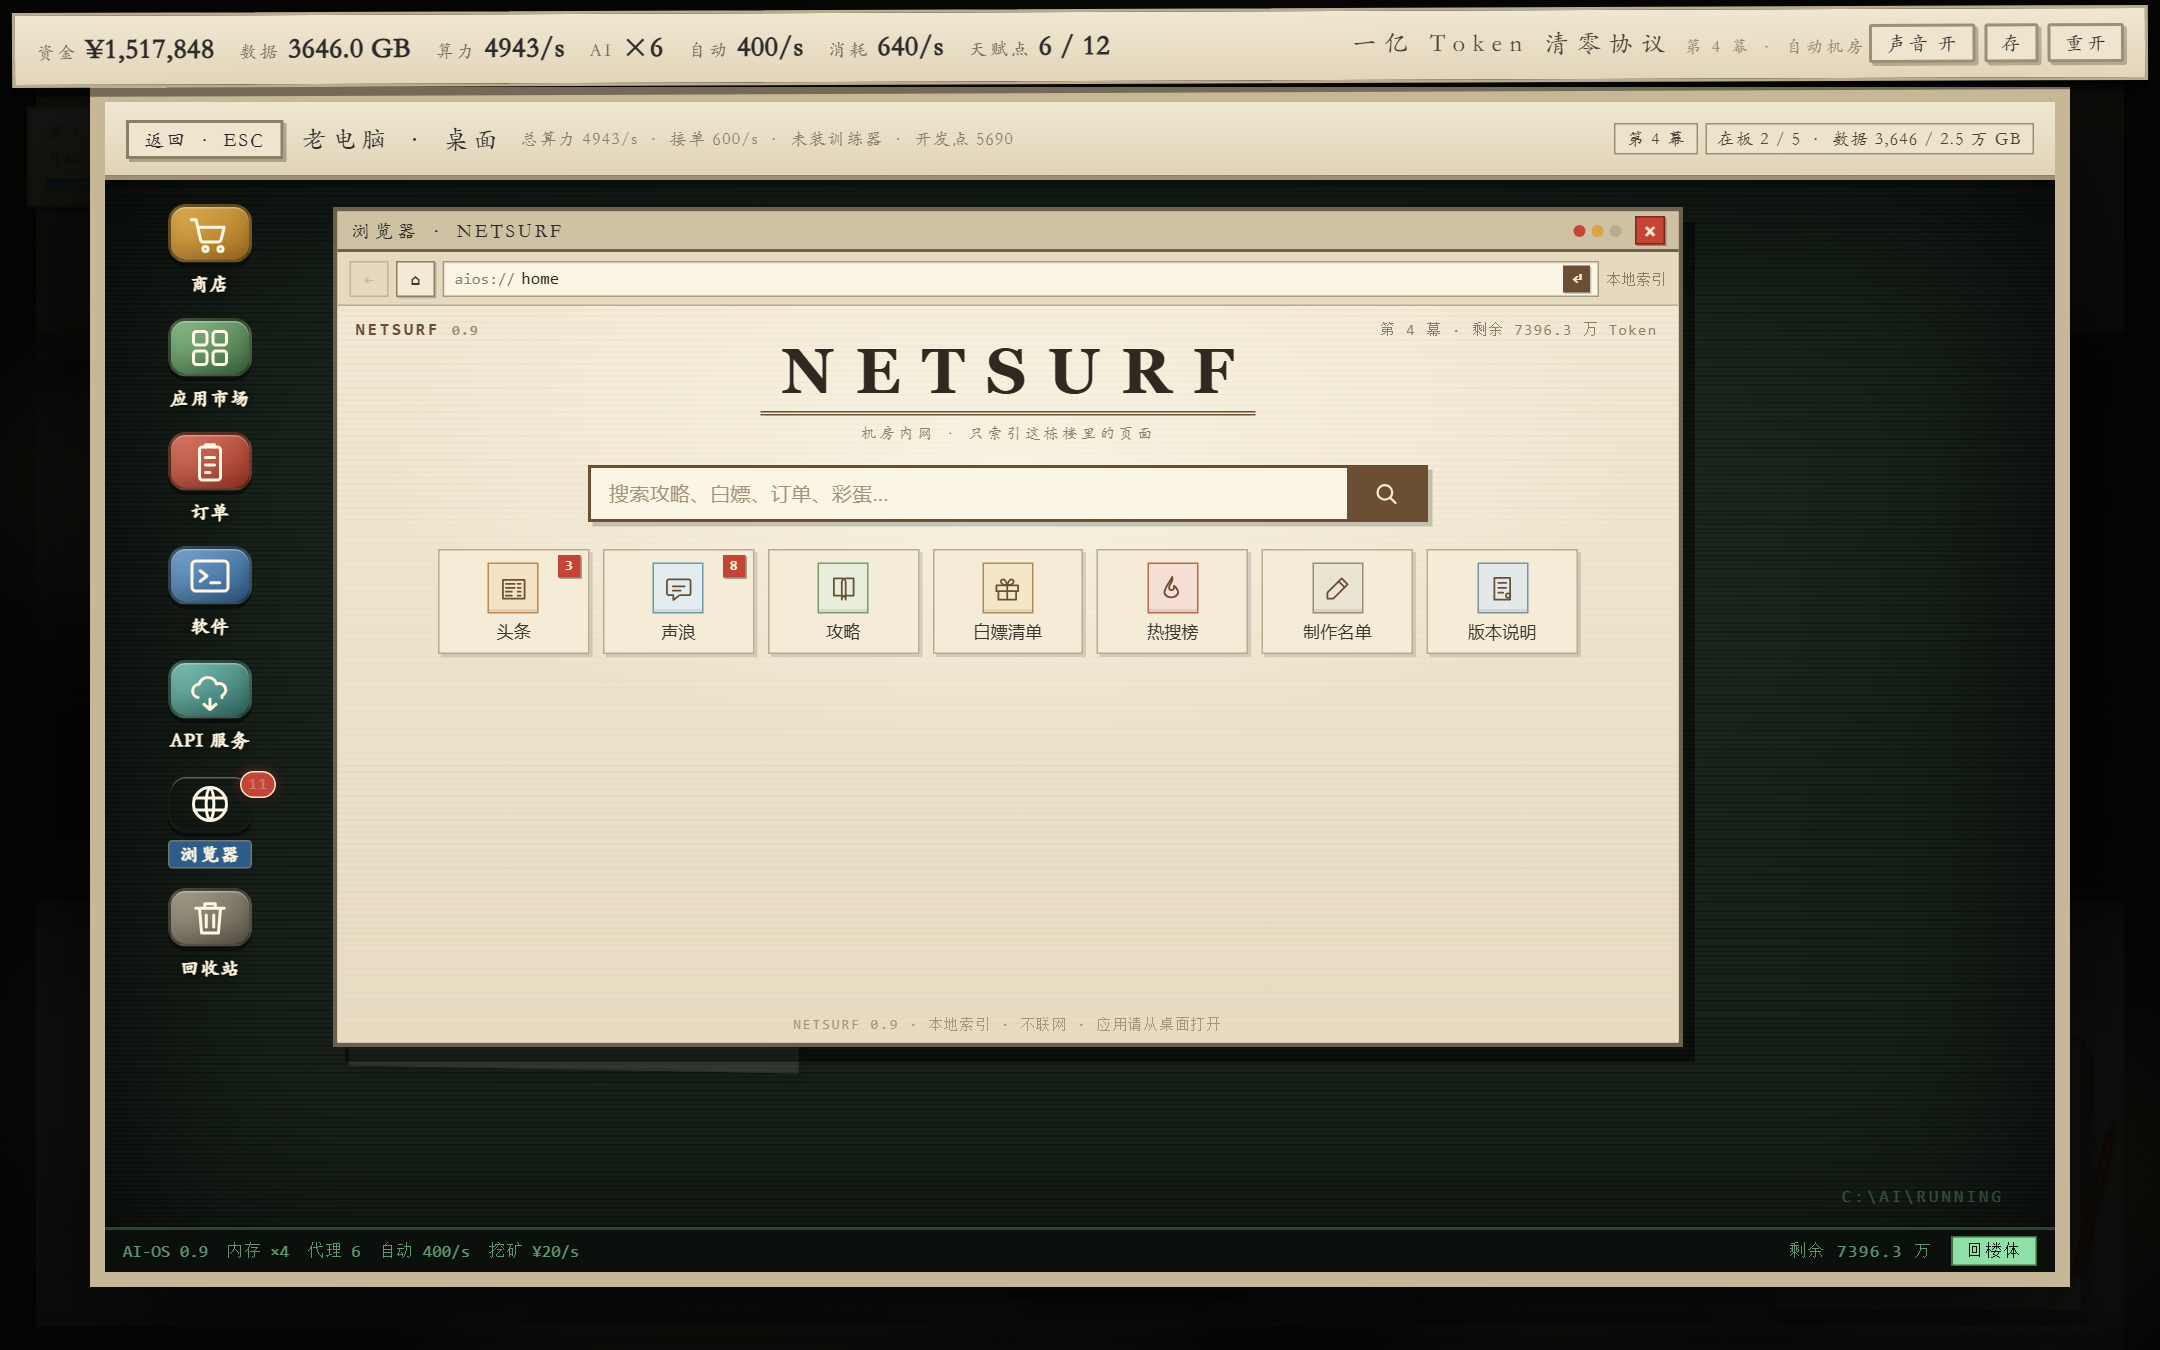 资金 ¥1,517,848 数据 3646.0 GB 算力 4943/s AI ×6 自动 400/s 消耗 640/s 天赋点 6 / 12 一亿 Token 清零协议 第 4 幕 · 自动机房 声音 开 存 重开
返回 · ESC 老电脑 · 桌面 总算力 4943/s · 接单 600/s · 未装训练器 · 开发点 5690 第 4 幕 在板 2 / 5 · 数据 3,646 / 2.5 万 GB
商店
应用市场
订单
软件
API 服务
11
浏览器
回收站
浏览器 · NETSURF
← aios:// home 本地索引
NETSURF 0.9 第 4 幕 · 剩余 7396.3 万 Token
NETSURF
机房内网 · 只索引这栋楼里的页面
搜索攻略、白嫖、订单、彩蛋...
3 8
头条 声浪 攻略 白嫖清单 热搜榜 制作名单 版本说明
NETSURF 0.9 · 本地索引 · 不联网 · 应用请从桌面打开
C:\AI\RUNNING
AI-OS 0.9 内存 ×4 代理 6 自动 400/s 挖矿 ¥20/s 剩余 7396.3 万 回楼体